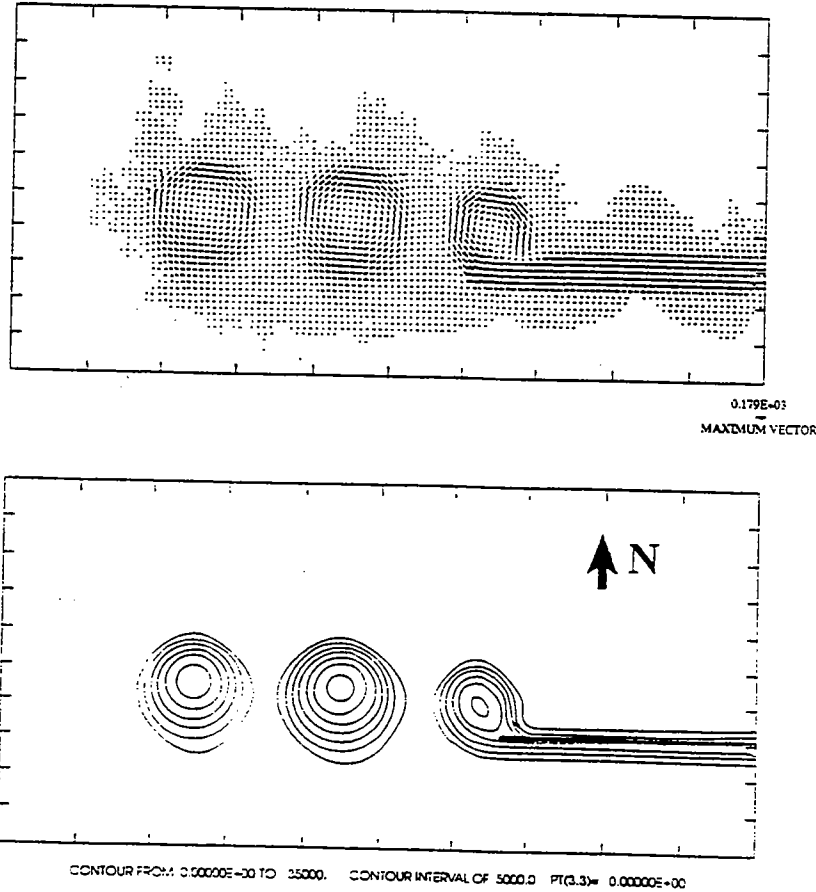 0.179E+03
MAXIMUM VECTOR
N
CONTOUR FROM 0.00000E+00 TO 35000. CONTOUR INTERVAL OF 5000.0 PT(3,3)= 0.00000E+00